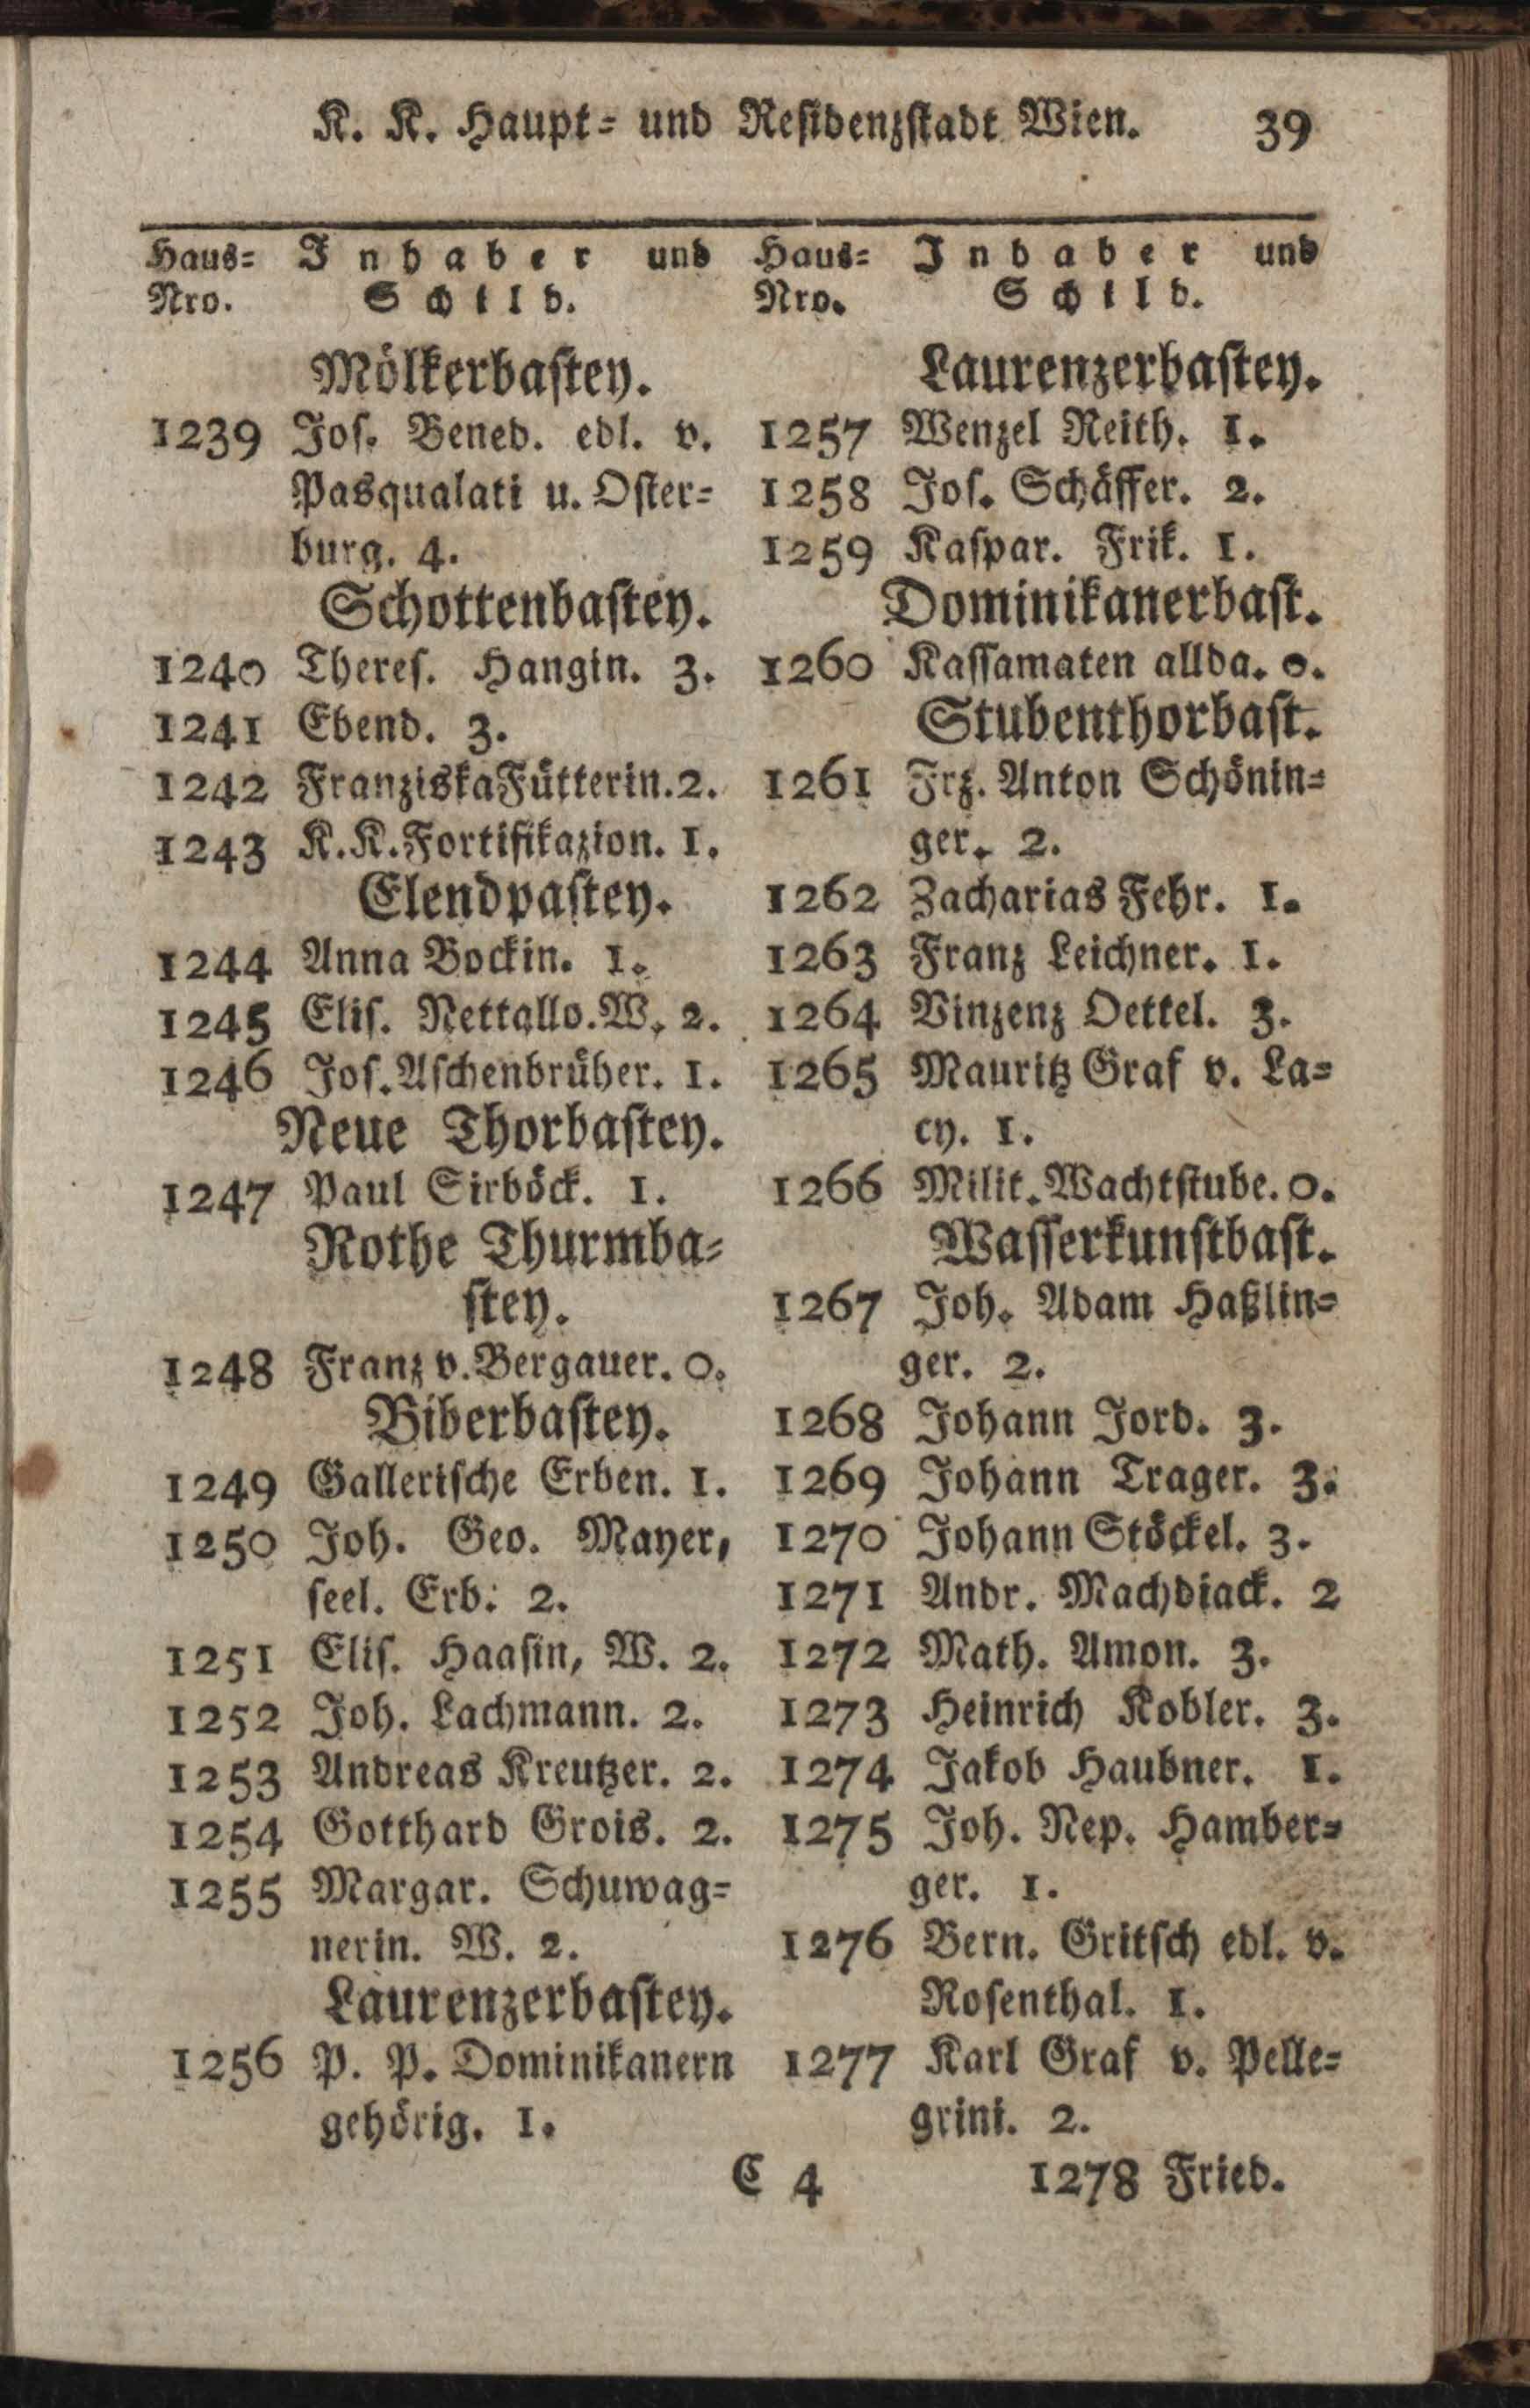 K. K. Haupt= und Residenzstadt Wien. 39
Haus= Inhaber und
Nro. Schild.
Mölkerbastey.
1239 Jos. Bened. edl. v.
Pasqualati u. Oster=
burg. 4.
Schottenbastey.
1240 Theres. Hangin. 3.
1241 Ebend. 3.
1242 Franziska Fütterin. 2.
1243 K. K. Fortifikazion. 1.
Elendpastey.
1244 Anna Bockin. 1.
1245 Elis. Nettallo. W. 2.
1246 Jos. Aschenbrüher. 1.
Neue Thorbastey.
1247 Paul Sirböck. 1.
Rothe Thurmba=
stey.
1248 Franz v. Bergauer. 0.
Biberbastey.
1249 Gallerische Erben. 1.
1250 Joh. Geo. Mayer,
seel. Erb. 2.
1251 Elis. Haasin, W. 2.
1252 Joh. Lachmann. 2.
1253 Andreas Kreutzer. 2.
1254 Gotthard Grois. 2.
1255 Margar. Schuwag=
nerin. W. 2.
Laurenzerbastey.
1256 P. P. Dominikanern
gehörig. 1.
Haus= Inhaber und
Nro. Schild.
Laurenzerbastey.
1257 Wenzel Reith. 1.
1258 Jos. Schäffer. 2.
1259 Kaspar. Frik. 1.
Dominikanerbast.
1260 Kassamaten allda. 0.
Stubenthorbast.
1261 Frz. Anton Schönin=
ger. 2.
1262 Zacharias Fehr. 1.
1263 Franz Leichner. 1.
1264 Vinzenz Oettel. 3.
1265 Mauritz Graf v. La=
cy. 1.
1266 Milit. Wachtstube. 0.
Wasserkunstbast.
1267 Joh. Adam Haßlin=
ger. 2.
1268 Johann Jord. 3.
1269 Johann Trager. 3.
1270 Johann Stöckel. 3.
1271 Andr. Machdiack. 2
1272 Math. Amon. 3.
1273 Heinrich Kobler. 3.
1274 Jakob Haubner. 1.
1275 Joh. Nep. Hamber=
ger. 1.
1276 Bern. Gritsch edl. v.
Rosenthal. 1.
1277 Karl Graf v. Pelle=
grini. 2.
C 4 1278 Fried.